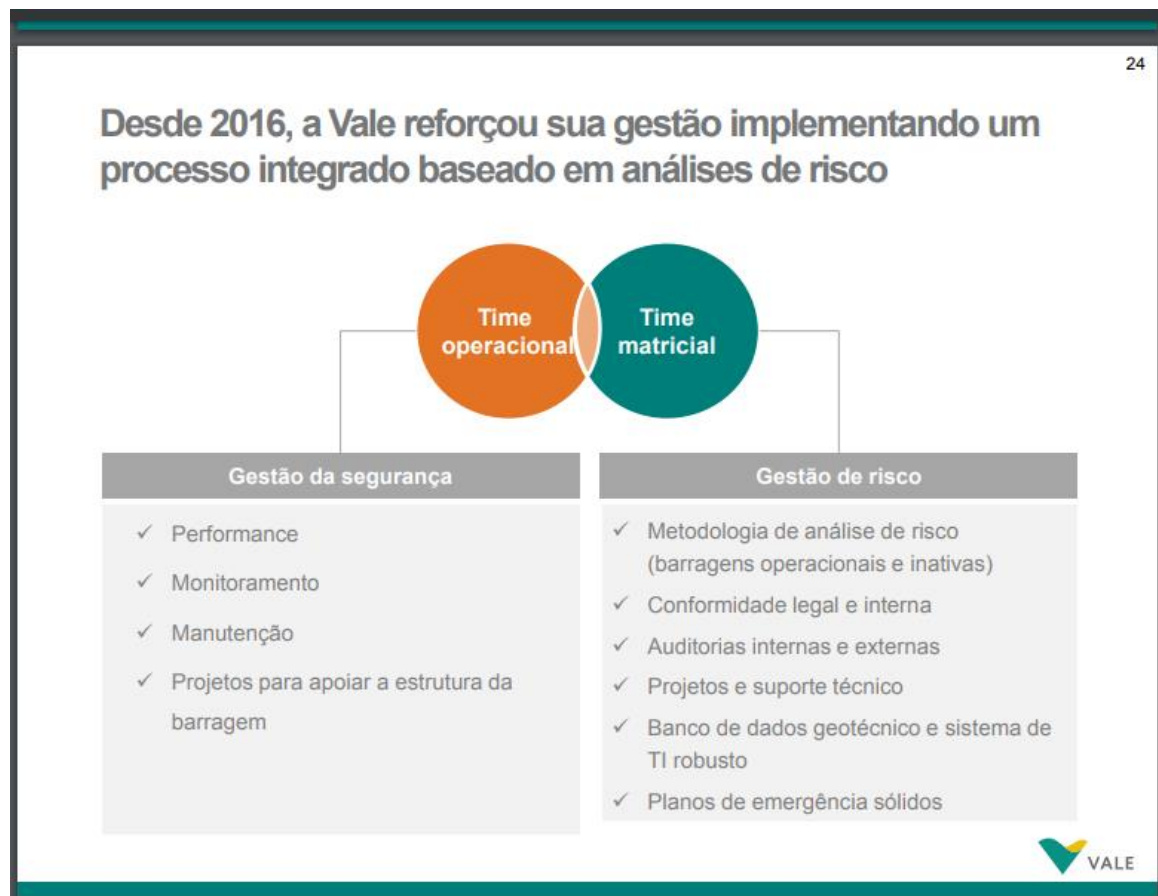 24
Desde 2016, a Vale reforçou sua gestão implementando um
processo integrado baseado em análises de risco
Time
operacional
Time
matricial
Gestão da segurança
✓ Performance
✓ Monitoramento
✓ Manutenção
✓ Projetos para apoiar a estrutura da
barragem
Gestão de risco
✓ Metodologia de análise de risco
(barragens operacionais e inativas)
✓ Conformidade legal e interna
✓ Auditorias internas e externas
✓ Projetos e suporte técnico
✓ Banco de dados geotécnico e sistema de
TI robusto
✓ Planos de emergência sólidos
VALE